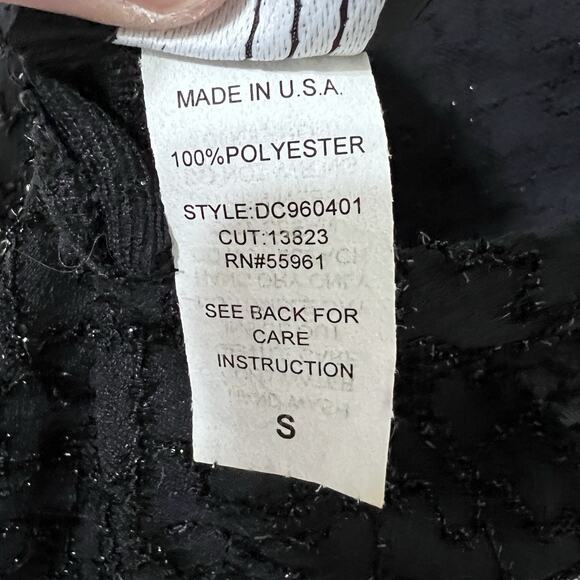 MADE IN U.S.A.
100%POLYESTER
STYLE:DC960401
CUT:13823
RN#55961
SEE BACK FOR
CARE
INSTRUCTION
S